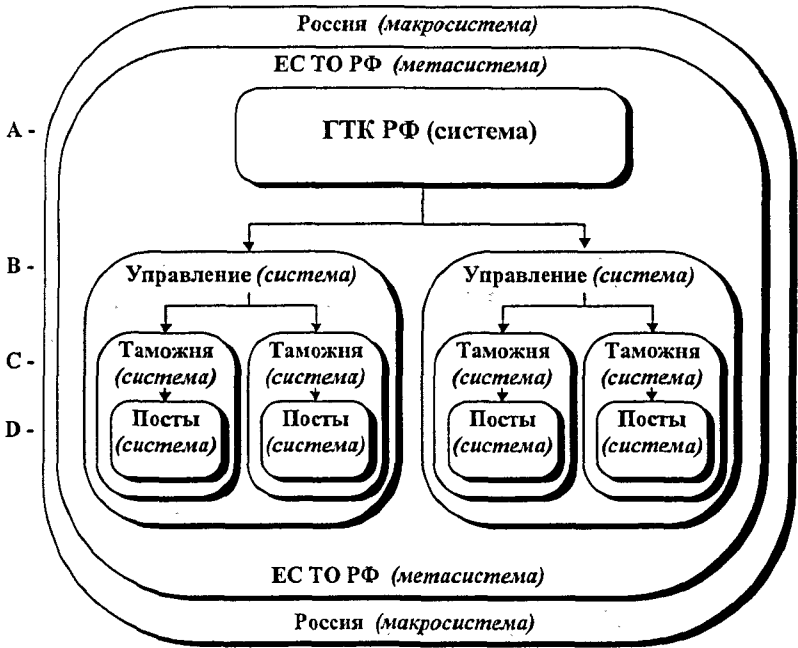 Россия (макросистема)
ЕС ТО РФ (метасистема)
А -
ГТК РФ (система)
В -
Управление (система)
Управление (система)
С -
Таможня
(система)
Таможня
(система)
Таможня
(система)
Таможня
(система)
D -
Посты
(система)
Посты
(система)
Посты
(система)
Посты
(система)
ЕС ТО РФ (метасистема)
Россия (макросистема)